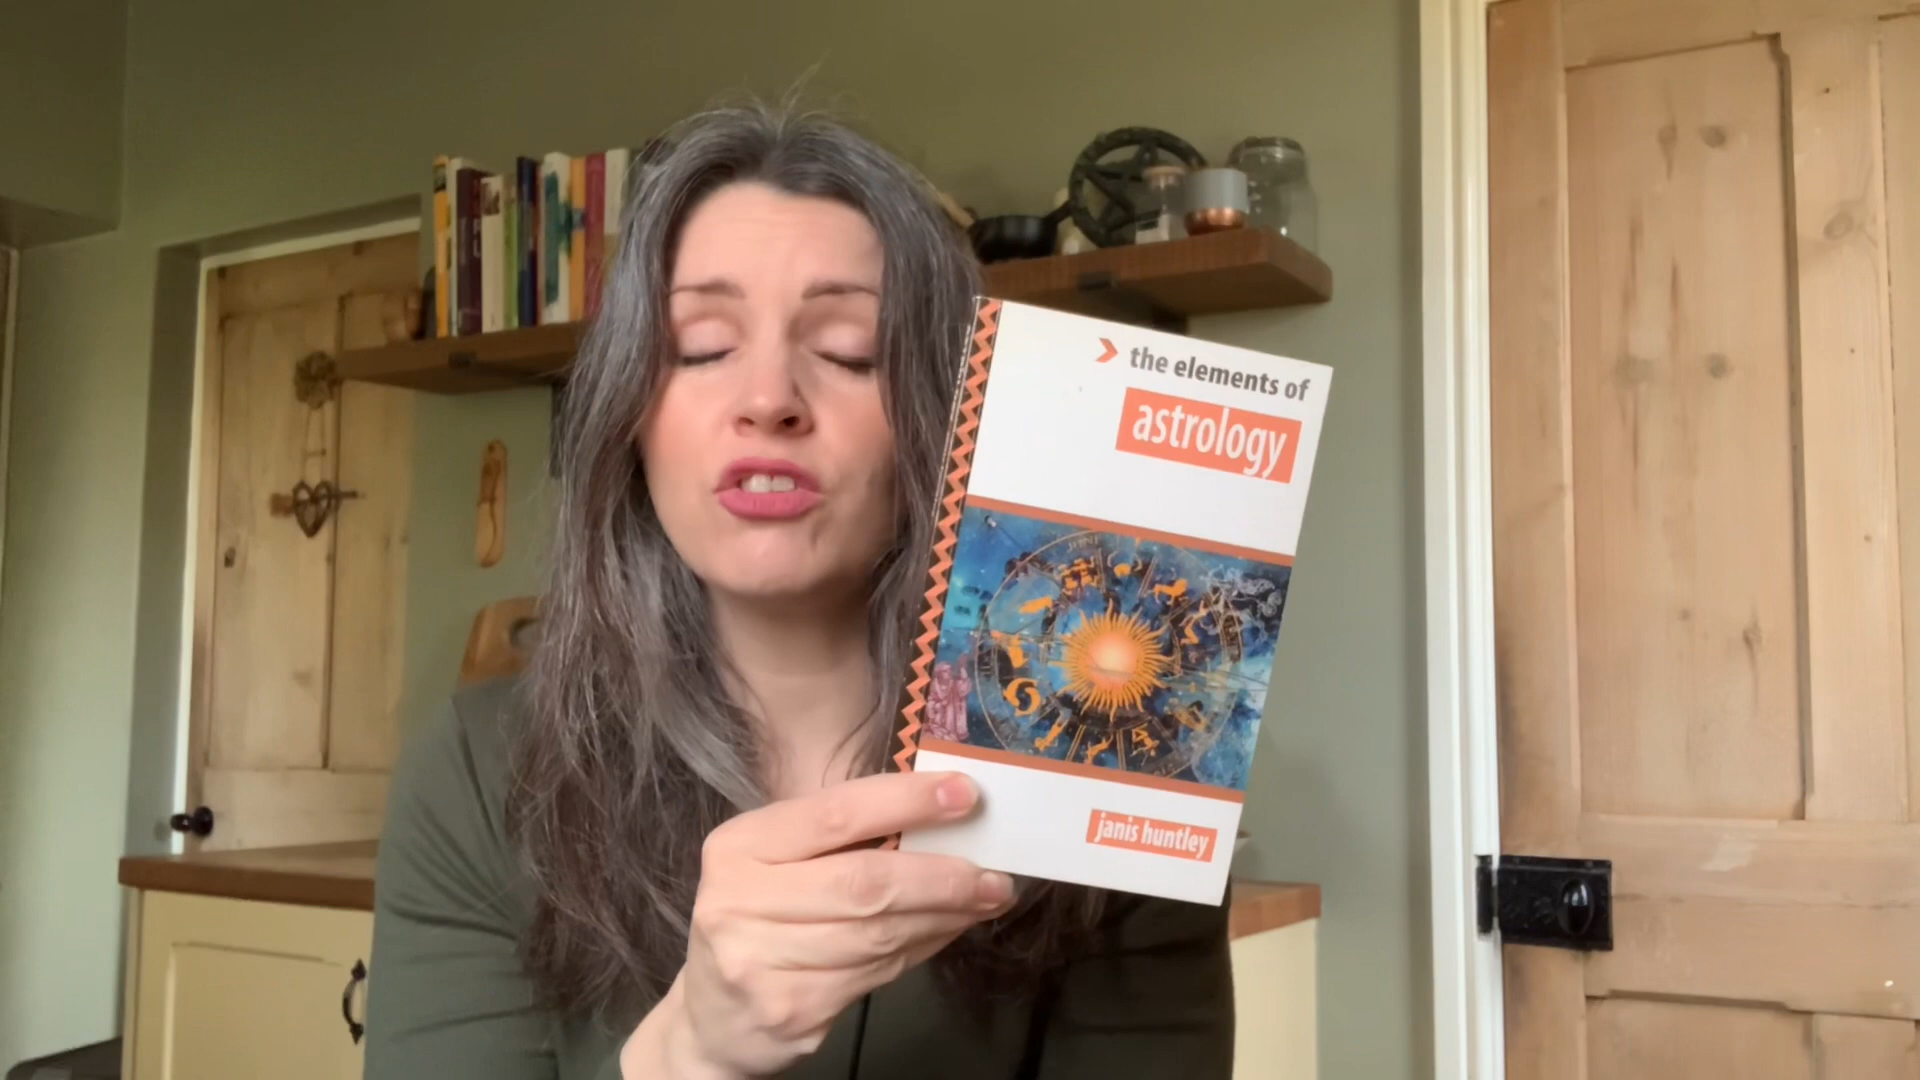 the elements of
astrology
janis huntley